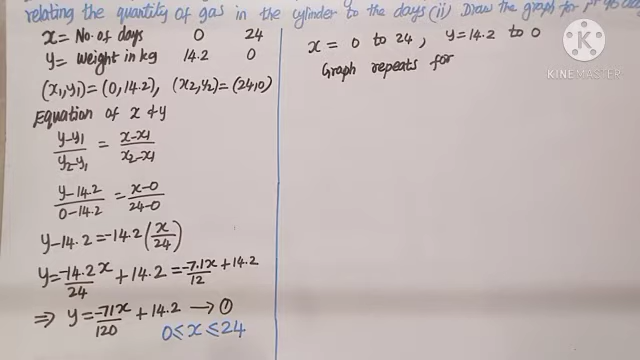 relating the quantity of gas in the cylinder to the days (ii) Draw the graph for
x = No. of days 0 24
y = Weight in kg 14.2 0
(x1,y1) = (0,14.2), (x2,y2) = (24,0)
Equation of x & y
y-y1/y2-y1 = x-x1/x2-x1
y-14.2/0-14.2 = x-0/24-0
y-14.2 = -14.2(x/24)
y = -14.2x/24 + 14.2 = -7.1x/12 + 14.2
⇒ y = -71x/120 + 14.2 → ①
0≤x≤24
x = 0 to 24, y = 14.2 to 0
Graph repeats for
KINEMASTER